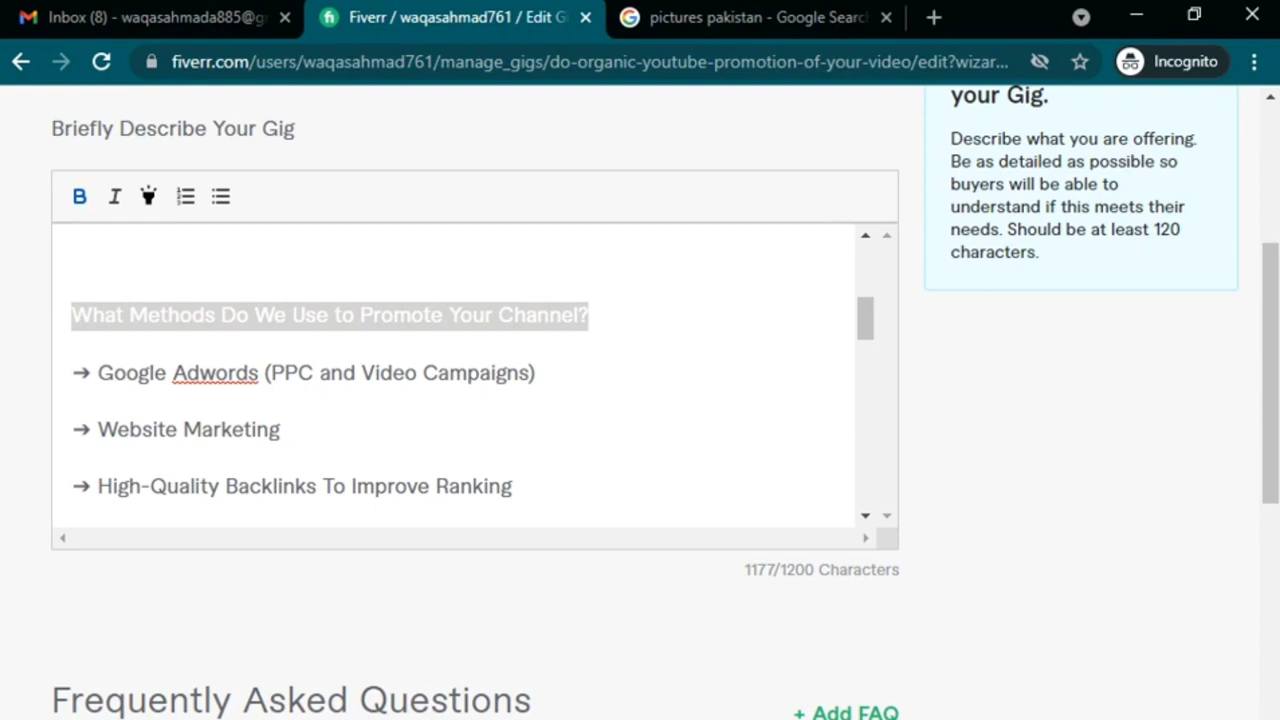 Inbox (8) - waqasahmada885@g
Fiverr / waqasahmad761 / Edit G
pictures pakistan - Google Searc
fiverr.com/users/waqasahmad761/manage_gigs/do-organic-youtube-promotion-of-your-video/edit?wizar...
Incognito
your Gig.
Describe what you are offering.
Be as detailed as possible so
buyers will be able to
understand if this meets their
needs. Should be at least 120
characters.
Briefly Describe Your Gig
B I
What Methods Do We Use to Promote Your Channel?
➔ Google Adwords (PPC and Video Campaigns)
➔ Website Marketing
➔ High-Quality Backlinks To Improve Ranking
1177/1200 Characters
Frequently Asked Questions
+ Add FAQ